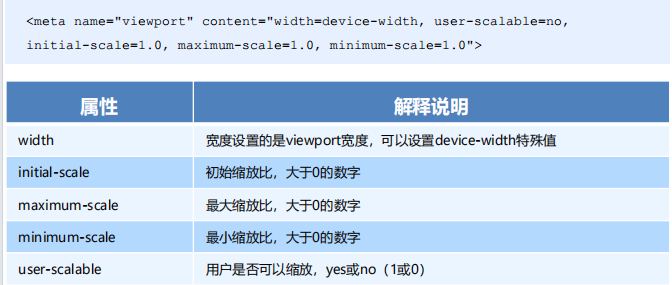 <meta name="viewport" content="width=device-width, user-scalable=no,
initial-scale=1.0, maximum-scale=1.0, minimum-scale=1.0">
属性 解释说明
width 宽度设置的是viewport宽度，可以设置device-width特殊值
initial-scale 初始缩放比，大于0的数字
maximum-scale 最大缩放比，大于0的数字
minimum-scale 最小缩放比，大于0的数字
user-scalable 用户是否可以缩放，yes或no（1或0）